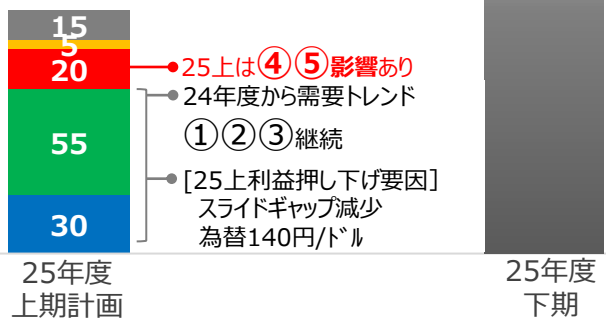 15
5
20
55
30
25上は④⑤影響あり
24年度から需要トレンド
①②③継続
[25上利益押し下げ要因]
スライドギャップ減少
為替140円/ドル
25年度
上期計画
25年度
下期